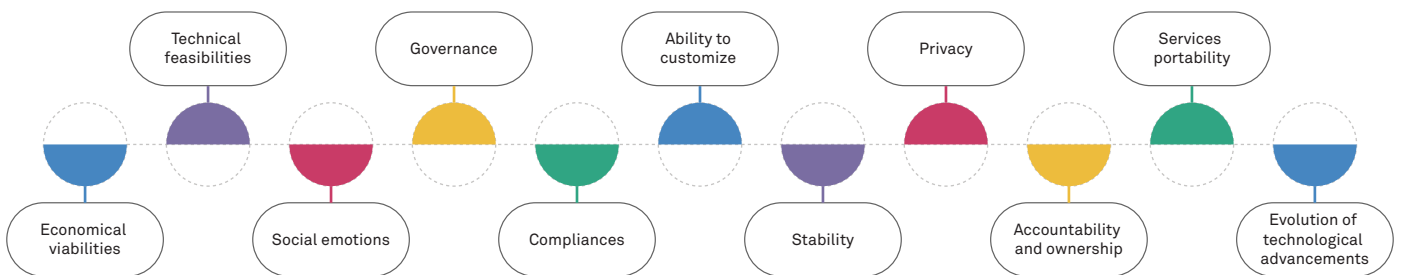 Technical
feasibilities
Governance
Ability to
customize
Privacy
Services
portability
Economical
viabilities
Social emotions
Compliances
Stability
Accountability
and ownership
Evolution of
technological
advancements